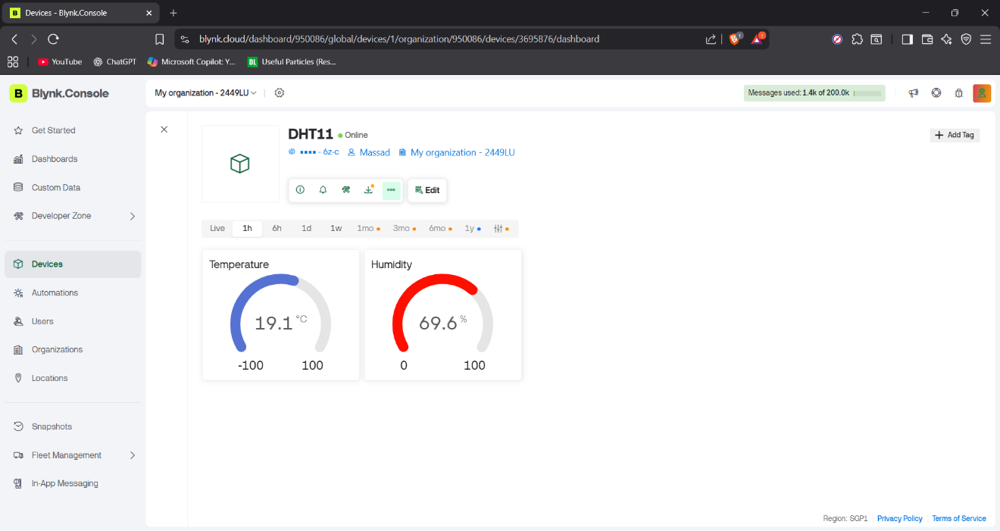 B Devices - Blynk.Console
blynk.cloud/dashboard/950086/global/devices/1/organization/950086/devices/3695876/dashboard
1
1
YouTube ChatGPT Microsoft Copilot: Y... DL Useful Particles (Res...
B Blynk.Console
My organization - 2449LU
Messages used: 1.4k of 200.0k
Get Started
Dashboards
Custom Data
Developer Zone
Devices
Automations
Users
Organizations
Locations
Snapshots
Fleet Management
In-App Messaging
DHT11 Online
•••• - 6z-c Massad My organization - 2449LU
Add Tag
Edit
Live 1h 6h 1d 1w 1mo 3mo 6mo 1y
Temperature
19.1 °C
-100 100
Humidity
69.6 %
0 100
Region: SGP1 Privacy Policy Terms of Service